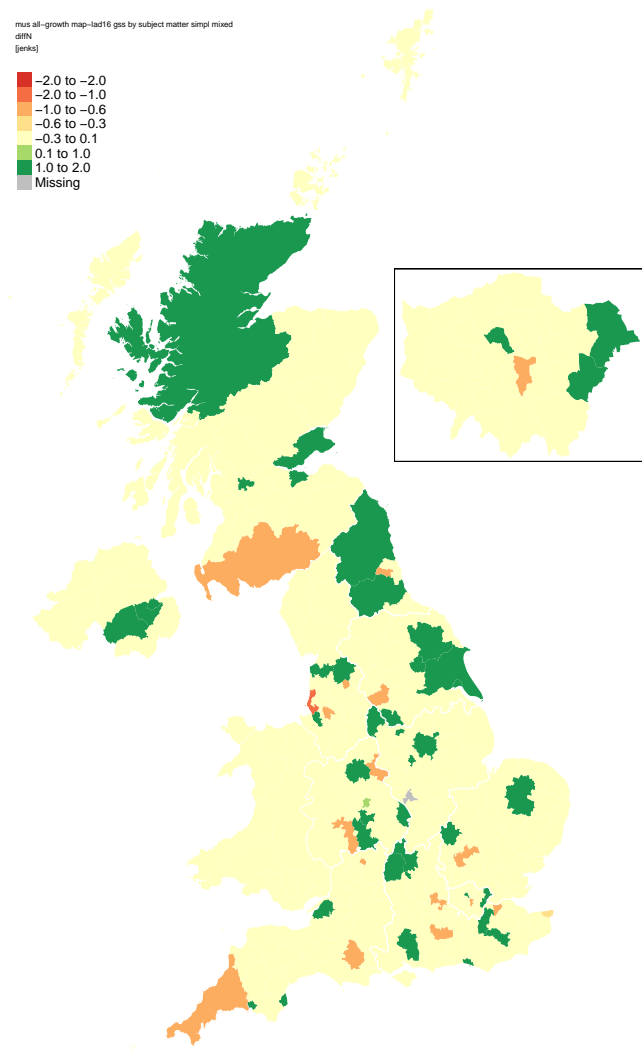 mus all−growth map−lad16 gss by subject matter simpl mixed
diffN
[jenks]
−2.0 to −2.0
−2.0 to −1.0
−1.0 to −0.6
−0.6 to −0.3
−0.3 to 0.1
0.1 to 1.0
1.0 to 2.0
Missing